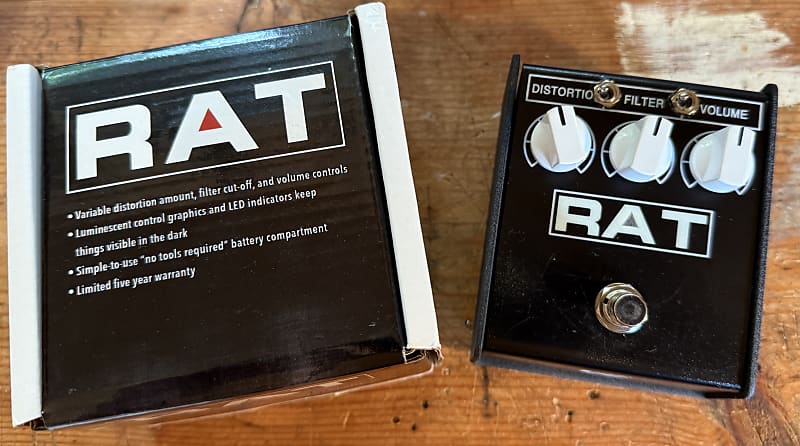 RAT
• Variable distortion amount, filter cut-off, and volume controls
• Luminescent control graphics and LED indicators keep
things visible in the dark
• Simple-to-use "no tools required" battery compartment
• Limited five year warranty
DISTORTIO FILTER VOLUME
RAT